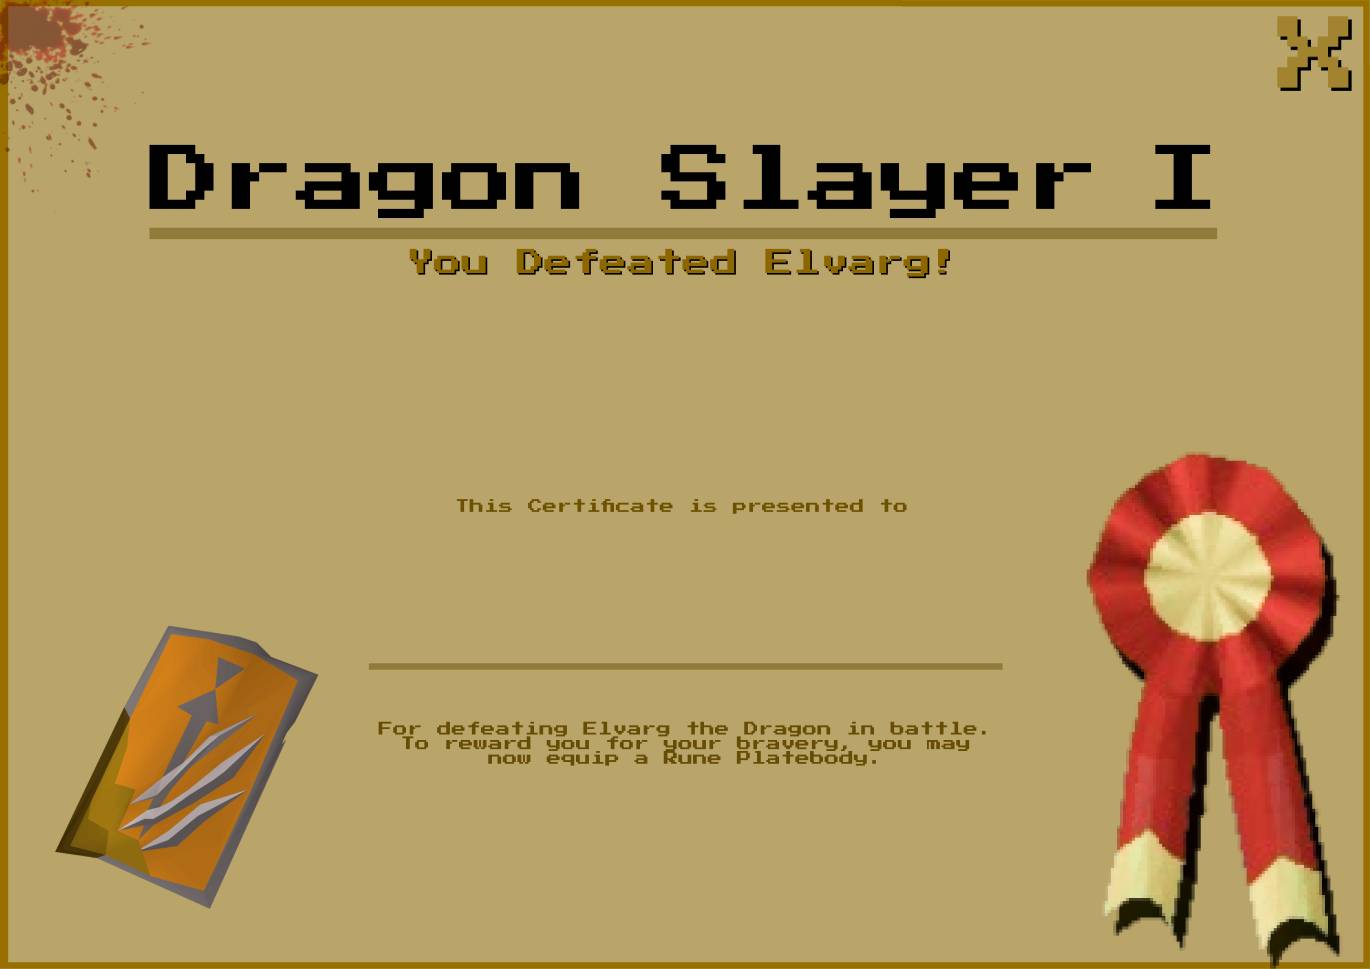 Dragon Slayer I
You Defeated Elvarg!
This Certificate is presented to
For defeating Elvarg the Dragon in battle.
To reward you for your bravery, you may
now equip a Rune Platebody.